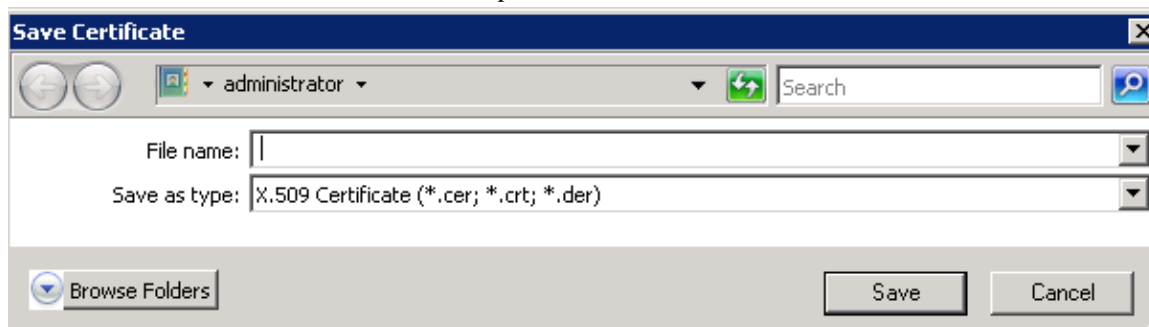 Save Certificate
administrator
Search
File name:
Save as type: X.509 Certificate (*.cer; *.crt; *.der)
Browse Folders Save Cancel